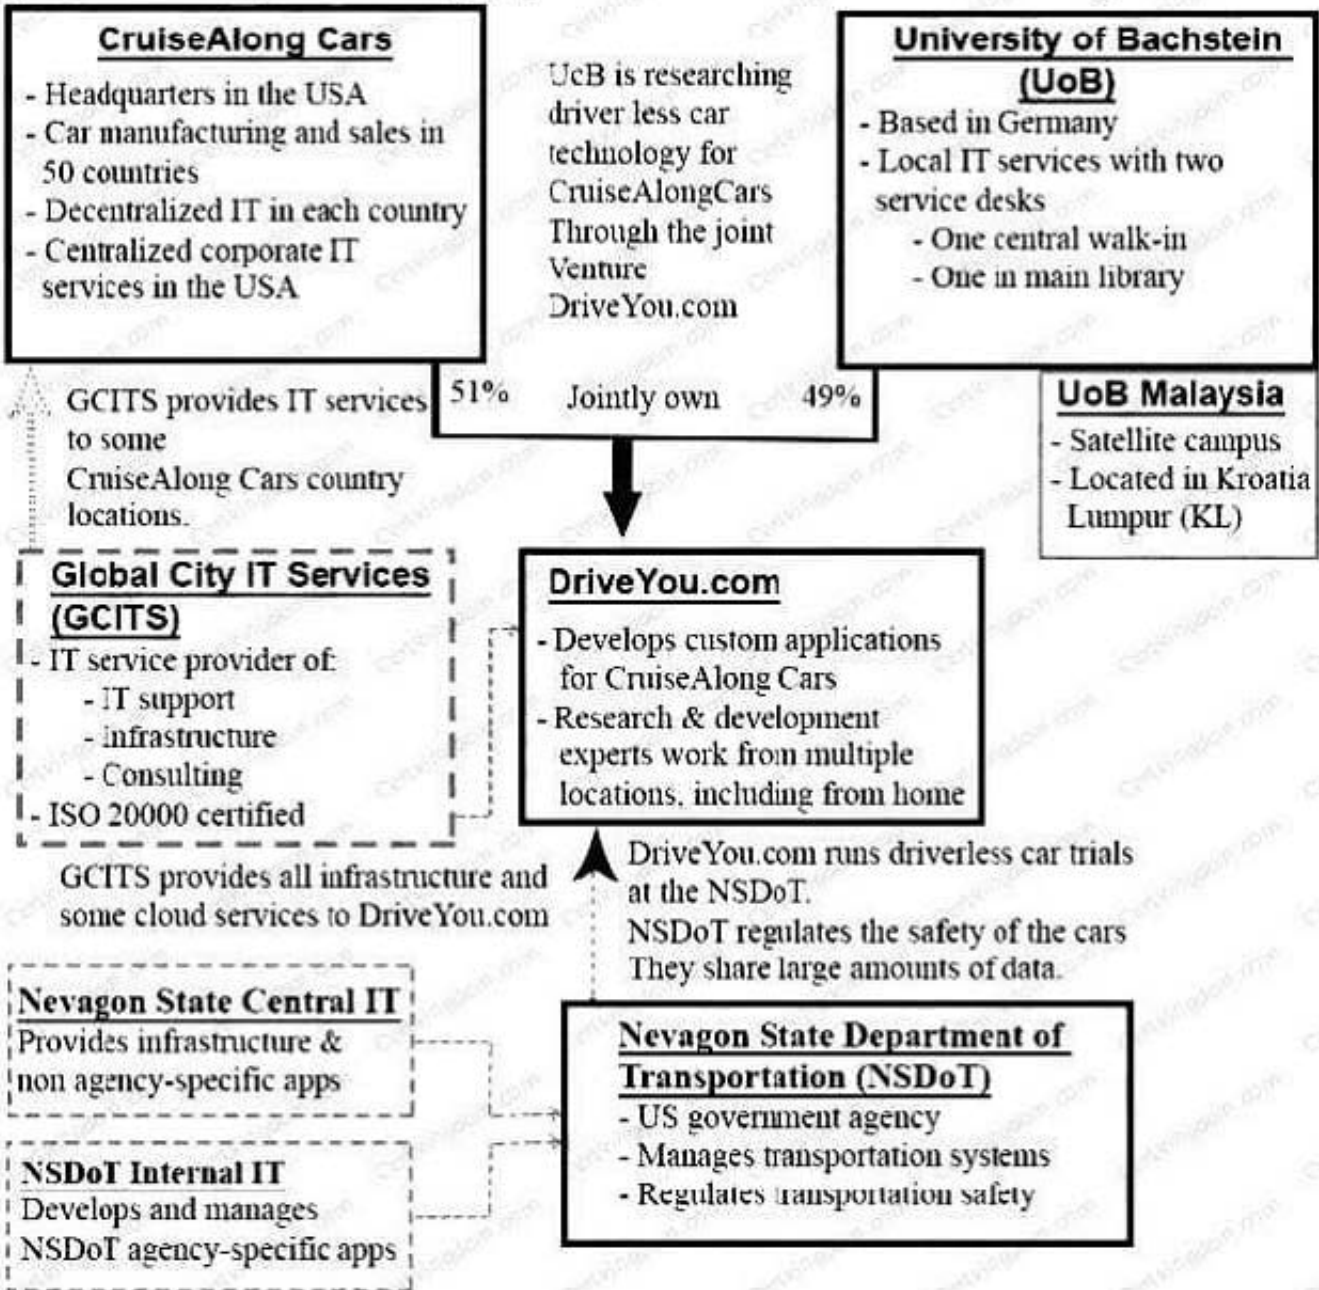 CruiseAlong Cars
- Headquarters in the USA
- Car manufacturing and sales in
50 countries
- Decentralized IT in each country
- Centralized corporate IT
services in the USA
UcB is researching
driver less car
technology for
CruiseAlongCars
Through the joint
Venture
DriveYou.com
University of Bachstein
(UoB)
- Based in Germany
- Local IT services with two
service desks
- One central walk-in
- One in main library
51% Jointly own 49%
UoB Malaysia
- Satellite campus
- Located in Kroatia
Lumpur (KL)
GCITS provides IT services
to some
CruiseAlong Cars country
locations.
Global City IT Services
(GCITS)
- IT service provider of:
- IT support
- Infrastructure
- Consulting
- ISO 20000 certified
DriveYou.com
- Develops custom applications
for CruiseAlong Cars
- Research & development
experts work from multiple
locations, including from home
GCITS provides all infrastructure and
some cloud services to DriveYou.com
DriveYou.com runs driverless car trials
at the NSDoT.
NSDoT regulates the safety of the cars
They share large amounts of data.
Nevagon State Central IT
Provides infrastructure &
non agency-specific apps
NSDoT Internal IT
Develops and manages
NSDoT agency-specific apps
Nevagon State Department of
Transportation (NSDoT)
- US government agency
- Manages transportation systems
- Regulates transportation safety